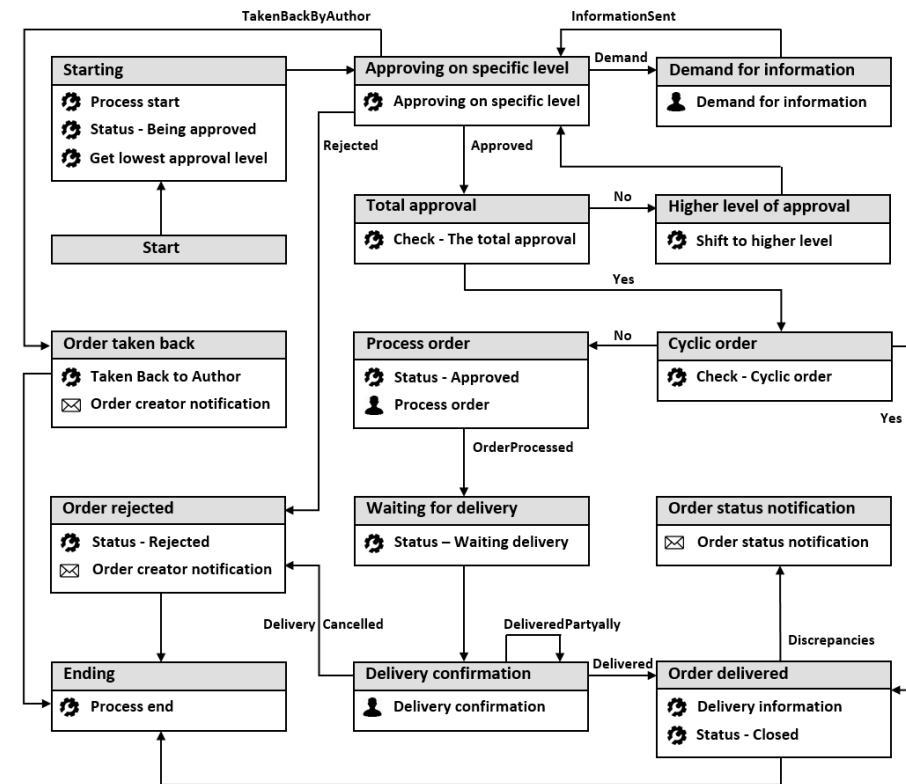 TakenBackByAuthor
InformationSent
Starting
Process start
Status - Being approved
Get lowest approval level
Approving on specific level
Approving on specific level
Demand
Demand for information
Demand for information
Rejected
Approved
Start
Total approval
Check - The total approval
No
Higher level of approval
Shift to higher level
Yes
Order taken back
Taken Back to Author
Order creator notification
Process order
Status - Approved
Process order
No
Cyclic order
Check - Cyclic order
Yes
OrderProcessed
Order rejected
Status - Rejected
Order creator notification
Waiting for delivery
Status – Waiting delivery
Order status notification
Order status notification
Delivery Cancelled
DeliveredPartyally
Discrepancies
Ending
Process end
Delivery confirmation
Delivery confirmation
Delivered
Order delivered
Delivery information
Status - Closed